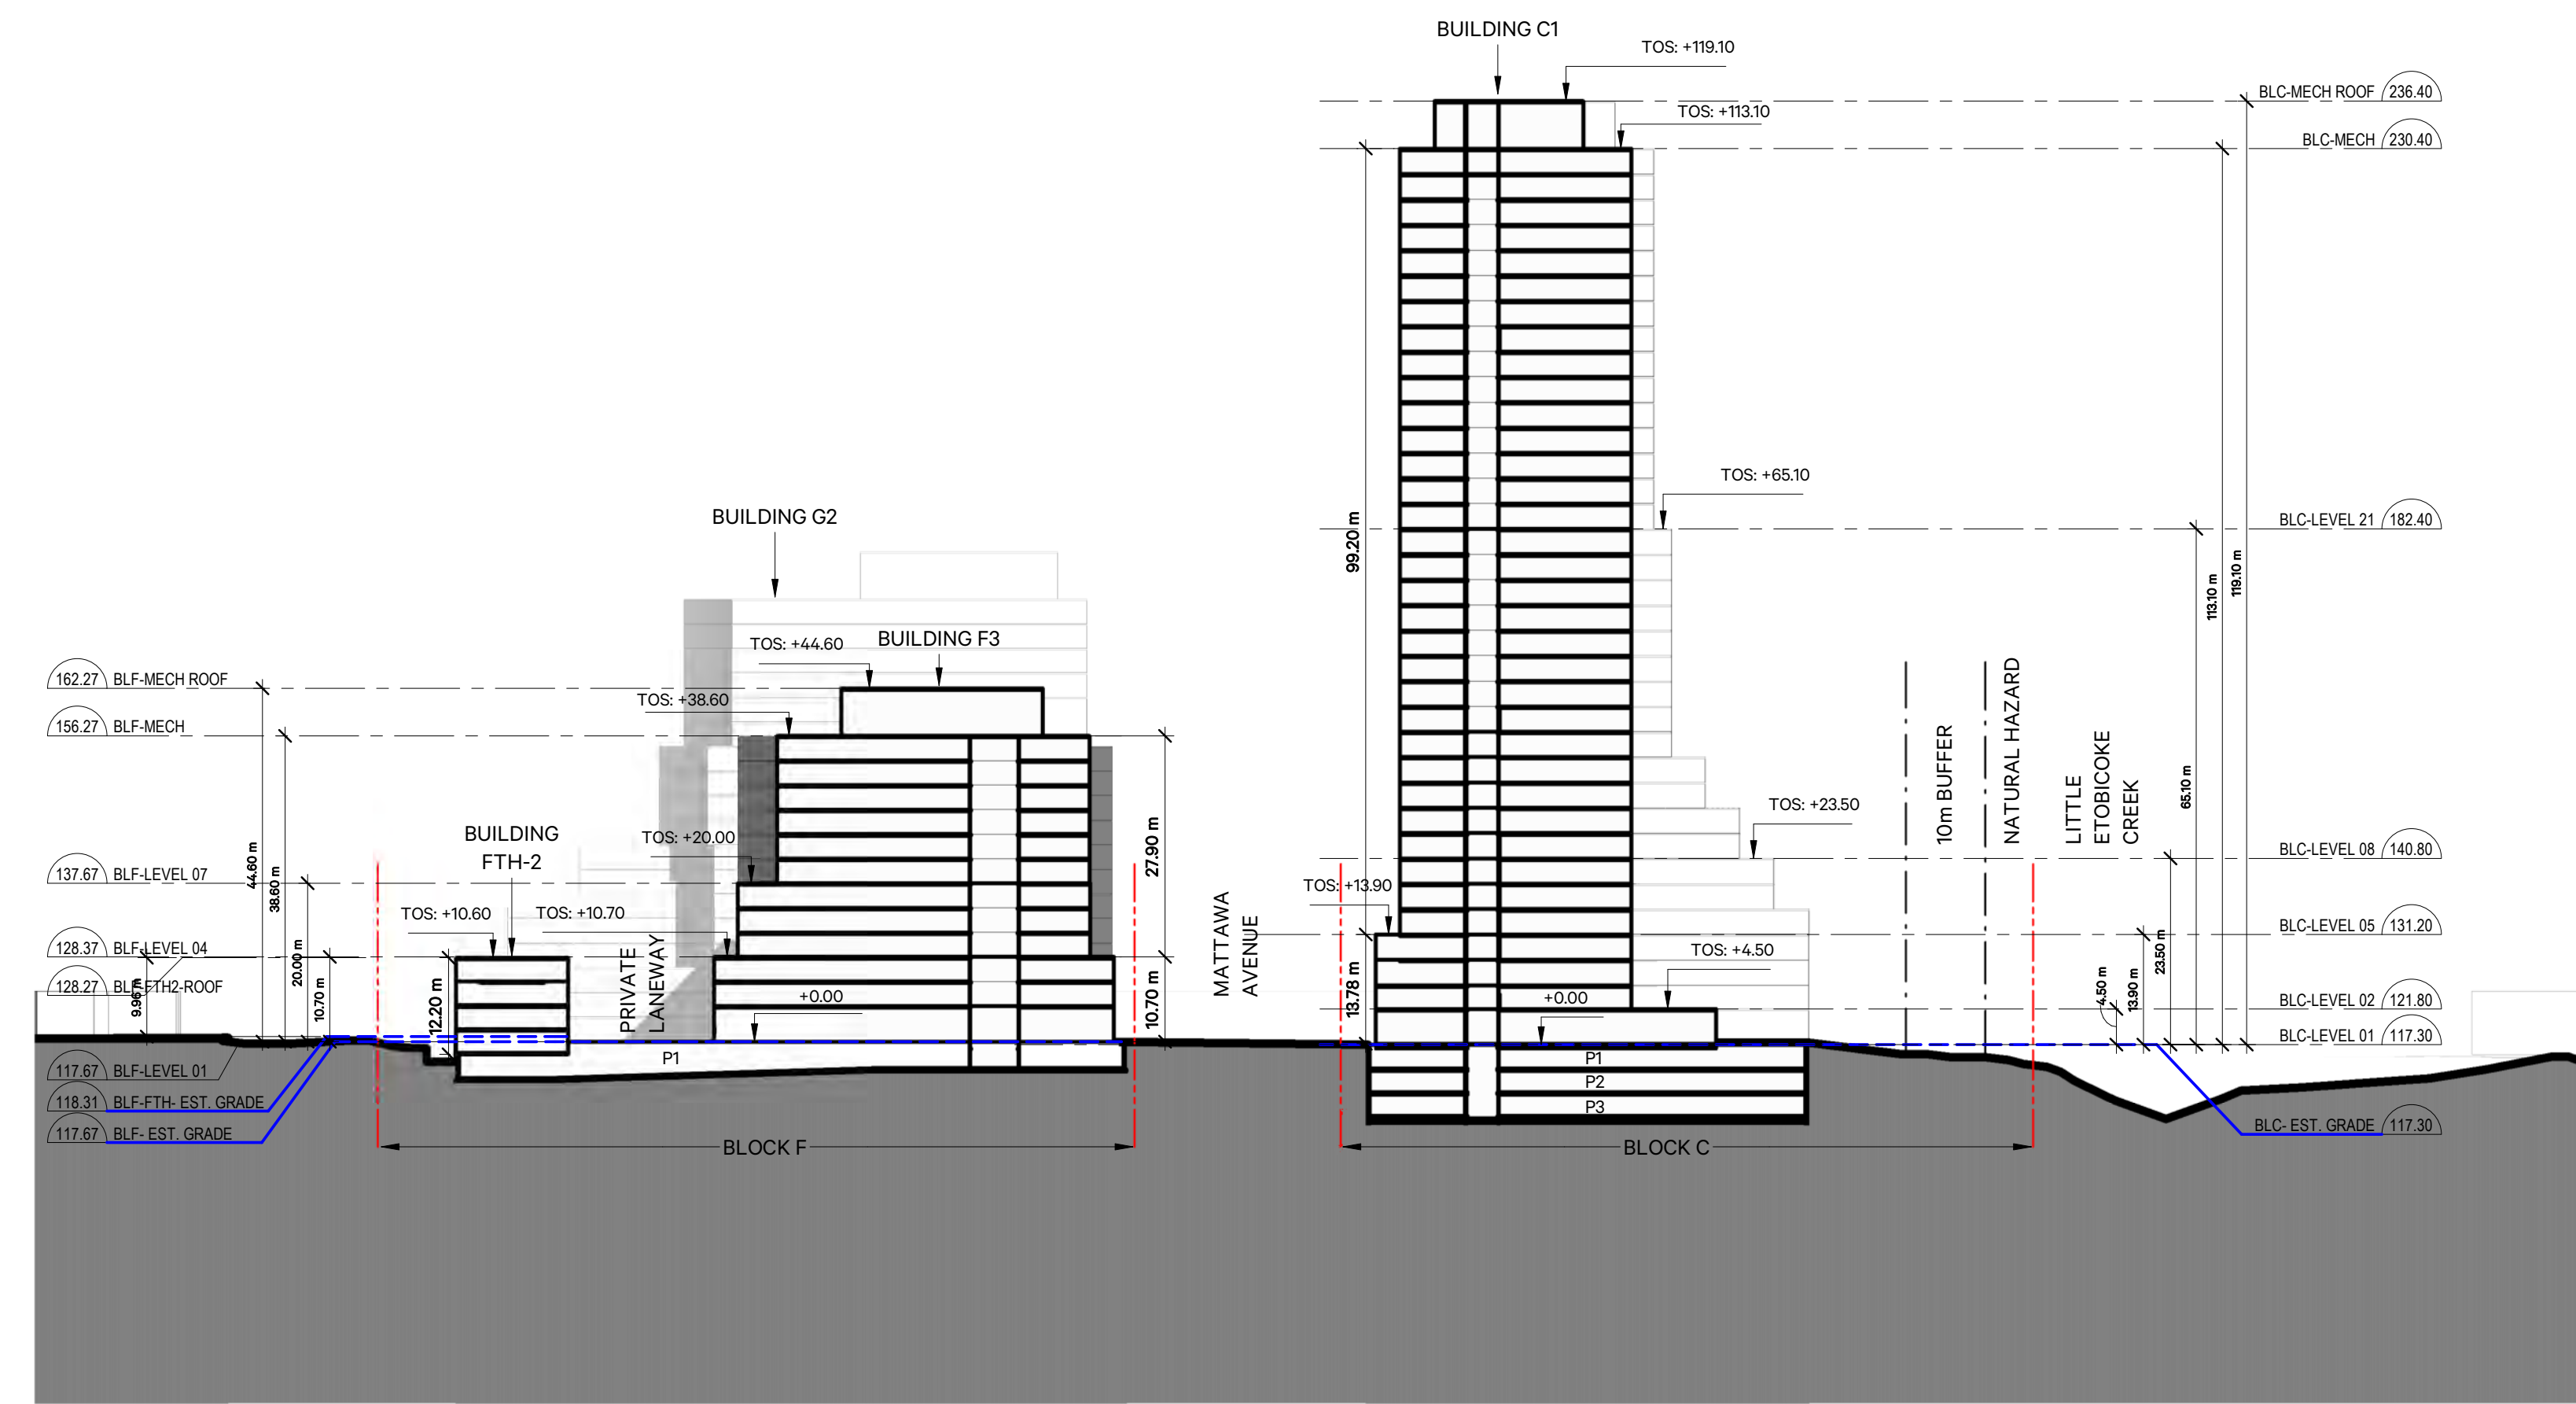 BUILDING C1
TOS: +119.10
BLC-MECH ROOF 236.40
TOS: +113.10
BLC-MECH 230.40
TOS: +65.10
BLC-LEVEL 21 182.40
99.20 m
113.10 m
119.10 m
BUILDING G2
TOS: +44.60
BUILDING F3
162.27 BLF-MECH ROOF
TOS: +38.60
156.27 BLF-MECH
NATURAL HAZARD
10m BUFFER
LITTLE
ETOBICOKE
CREEK
65.10 m
TOS: +23.50
BUILDING
FTH-2
TOS: +20.00
27.90 m
44.60 m
38.60 m
BLC-LEVEL 08 140.80
137.67 BLF-LEVEL 07
TOS: +13.90
MATTAWA
AVENUE
TOS: +10.60
TOS: +10.70
BLC-LEVEL 05 131.20
128.37 BLF-LEVEL 04
20.00 m
10.70 m
9.96 m
12.20 m
PRIVATE
LANEWAY
TOS: +4.50
23.50 m
13.90 m
4.50 m
128.27 BLF-FTH2-ROOF
+0.00
10.70 m
13.78 m
+0.00
BLC-LEVEL 02 121.80
BLC-LEVEL 01 117.30
P1
P1
P2
P3
117.67 BLF-LEVEL 01
118.31 BLF-FTH- EST. GRADE
117.67 BLF- EST. GRADE
BLC- EST. GRADE 117.30
BLOCK F
BLOCK C